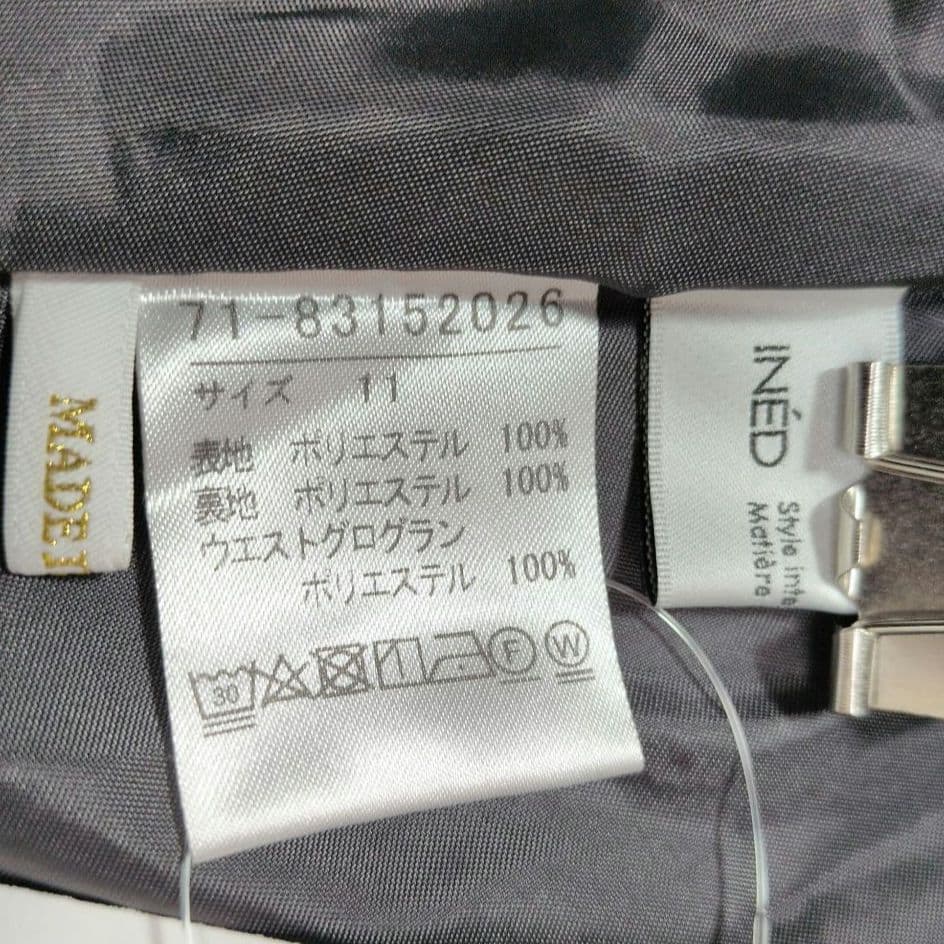 71-83152026
サイズ 11
表地 ポリエステル 100%
裏地 ポリエステル 100%
ウエストグログラン
ポリエステル 100%
30
F
W
MADE
INÉD
Style
Matière